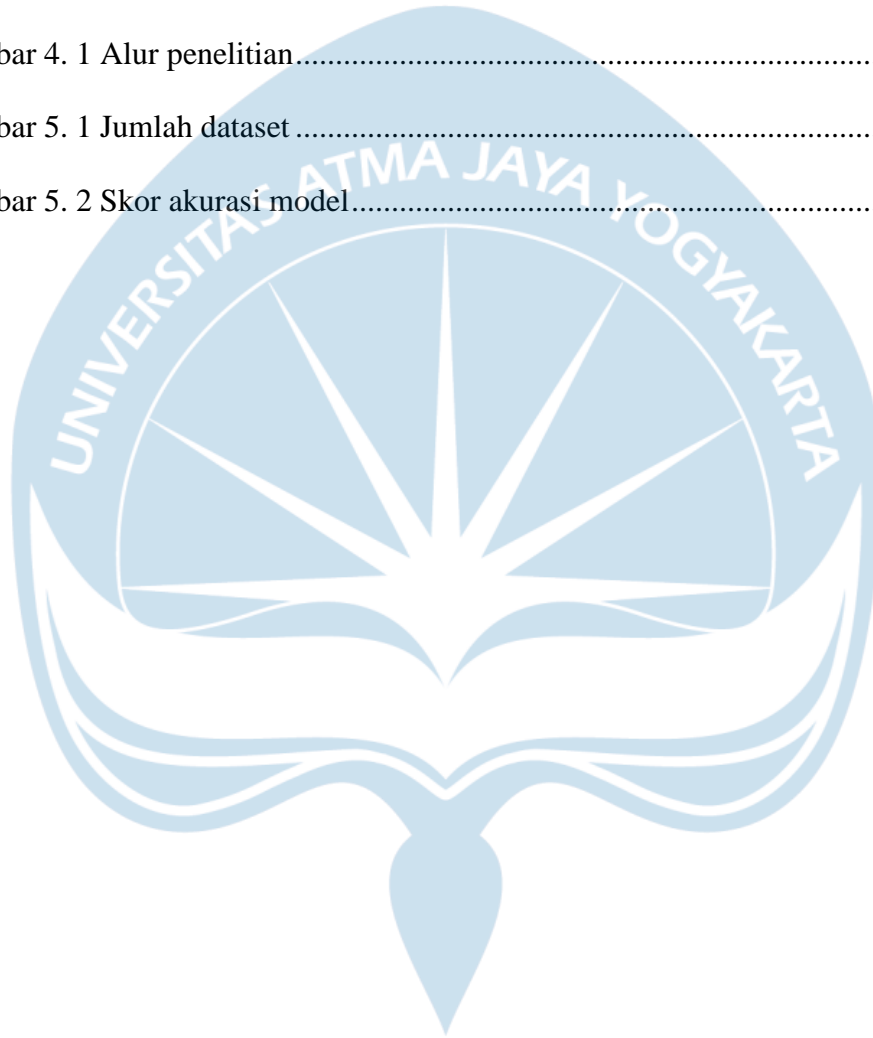 bar 4. 1 Alur penelitian........................................................................
bar 5. 1 Jumlah dataset........................................................................
bar 5. 2 Skor akurasi model.................................................................
UNIVERSITAS ATMA JAYA YOGYAKARTA